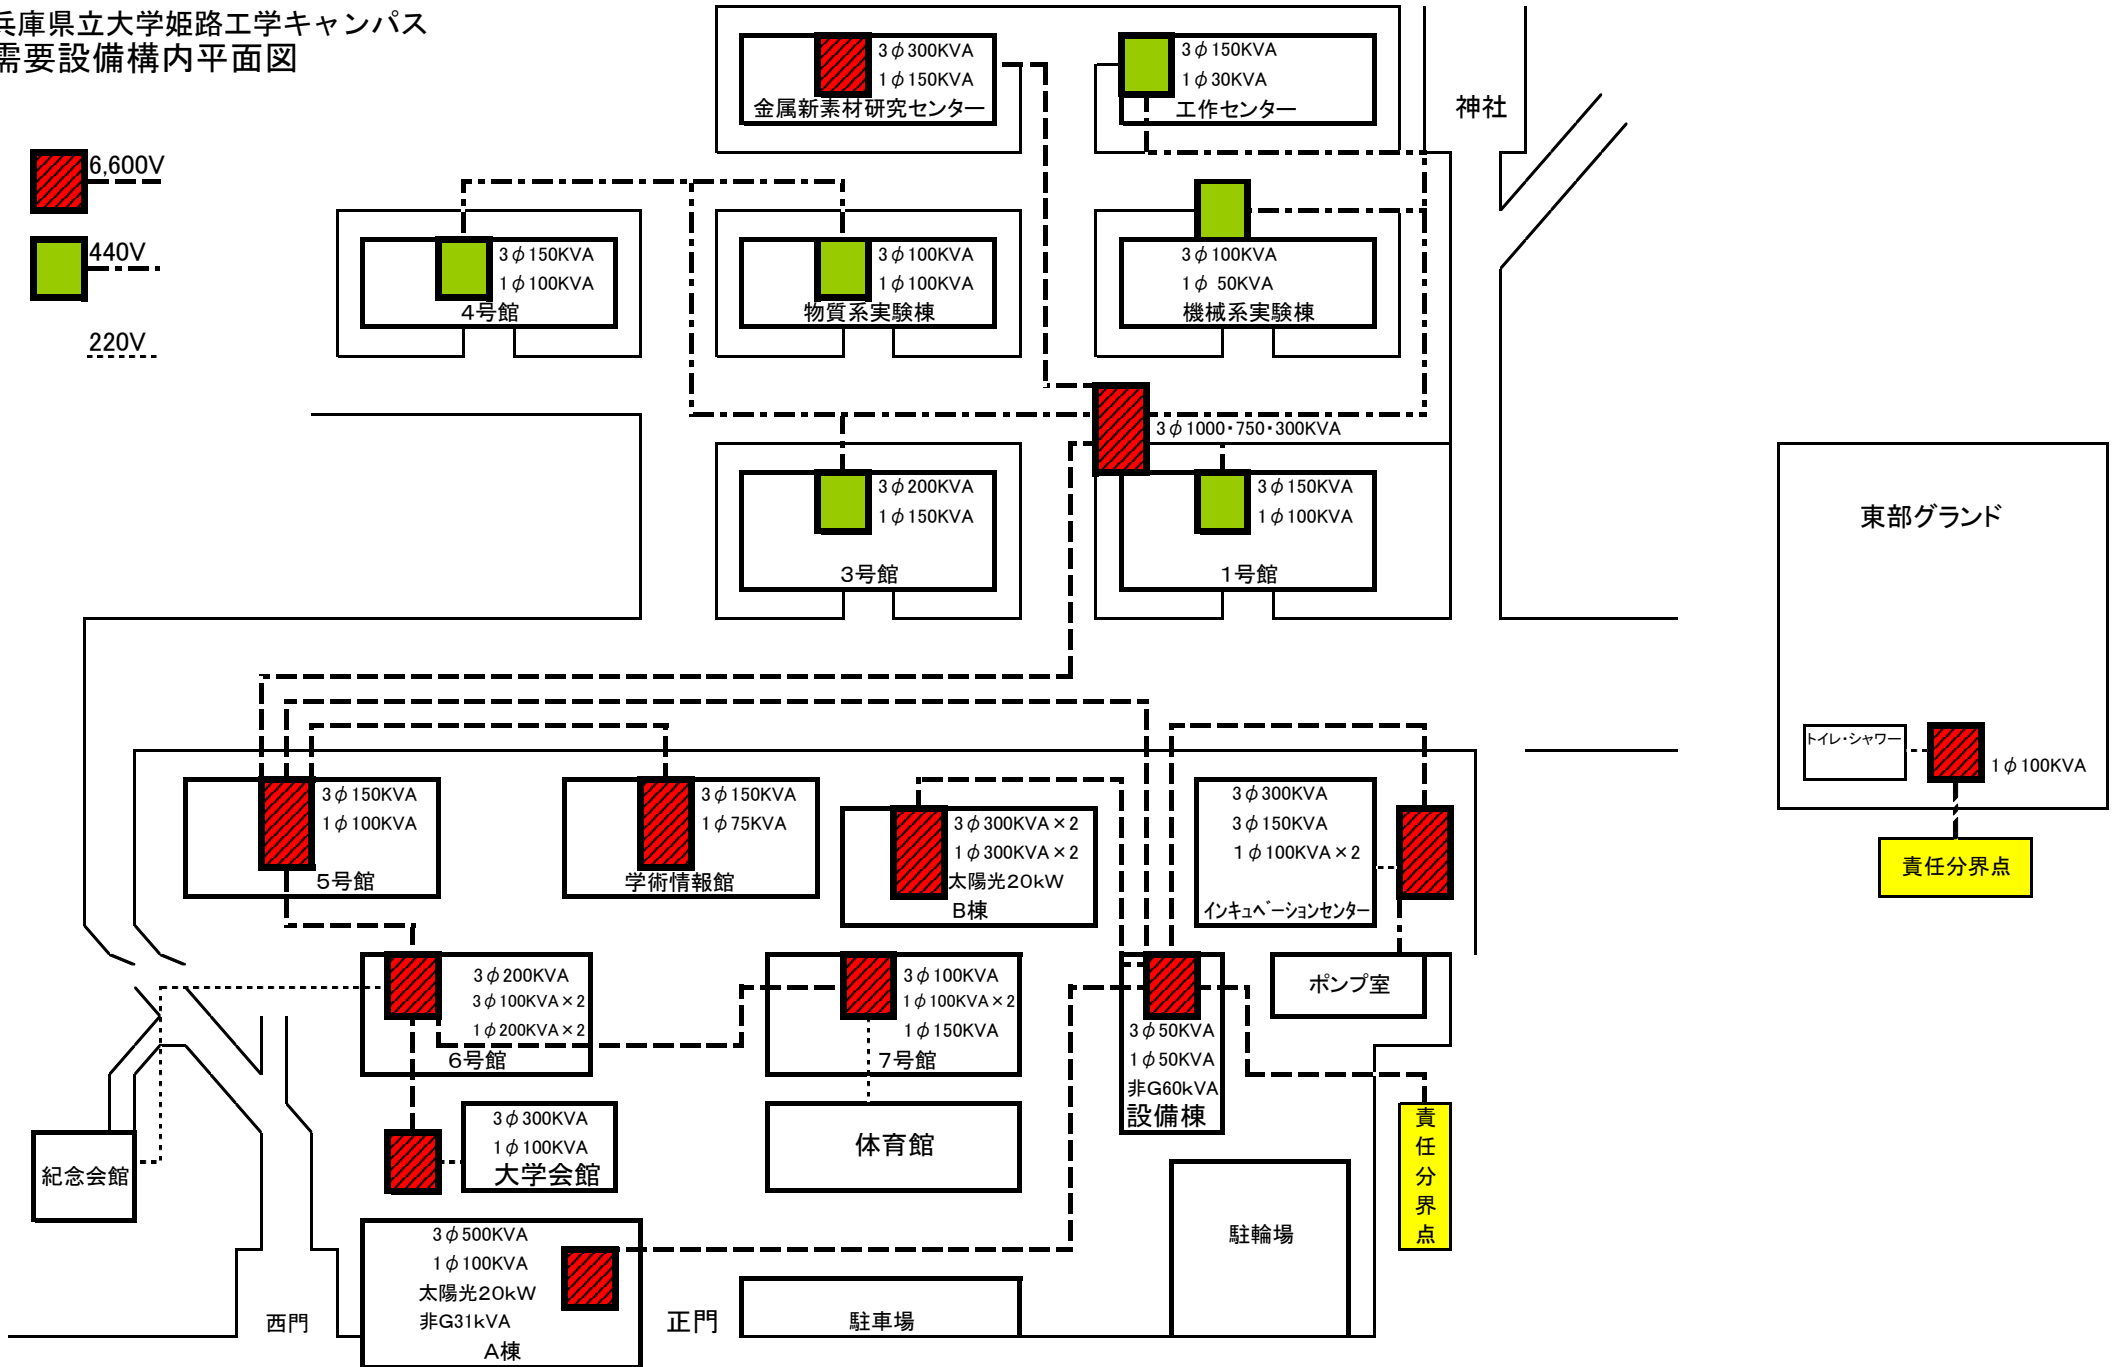 兵庫県立大学姫路工学キャンパス
需要設備構内平面図
6,600V
440V
220V
3φ300KVA
1φ150KVA
金属新素材研究センター
3φ150KVA
1φ30KVA
工作センター
神社
3φ150KVA
1φ100KVA
4号館
3φ100KVA
1φ100KVA
物質系実験棟
3φ100KVA
1φ 50KVA
機械系実験棟
3φ1000・750・300KVA
3φ200KVA
1φ150KVA
3号館
3φ150KVA
1φ100KVA
1号館
東部グランド
トイレ・シャワー
1φ100KVA
責任分界点
3φ150KVA
1φ100KVA
5号館
3φ150KVA
1φ75KVA
学術情報館
3φ300KVA×2
1φ300KVA×2
太陽光20kW
B棟
3φ300KVA
3φ150KVA
1φ100KVA×2
インキュベーションセンター
3φ200KVA
3φ100KVA×2
1φ200KVA×2
6号館
3φ100KVA
1φ100KVA×2
1φ150KVA
7号館
3φ50KVA
1φ50KVA
非G60kVA
設備棟
ポンプ室
紀念会館
3φ300KVA
1φ100KVA
大学会館
体育館
責任分界点
駐輪場
3φ500KVA
1φ100KVA
太陽光20kW
非G31kVA
A棟
西門
正門
駐車場